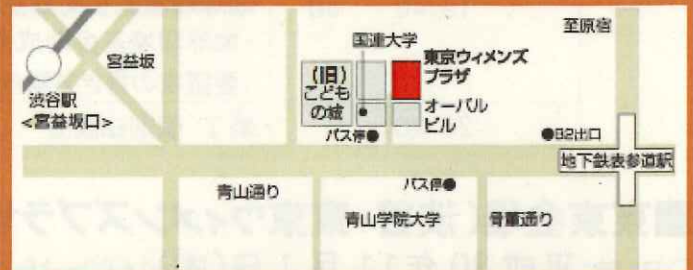 至原宿
国連大学
宮益坂
東京ウィメンズ
プラザ
(旧)
こども
の城
渋谷駅
<宮益坂口>
オーバル
ビル
バス停●
●B2出口
地下鉄表参道駅
青山通り
バス停●
青山学院大学
骨董通り